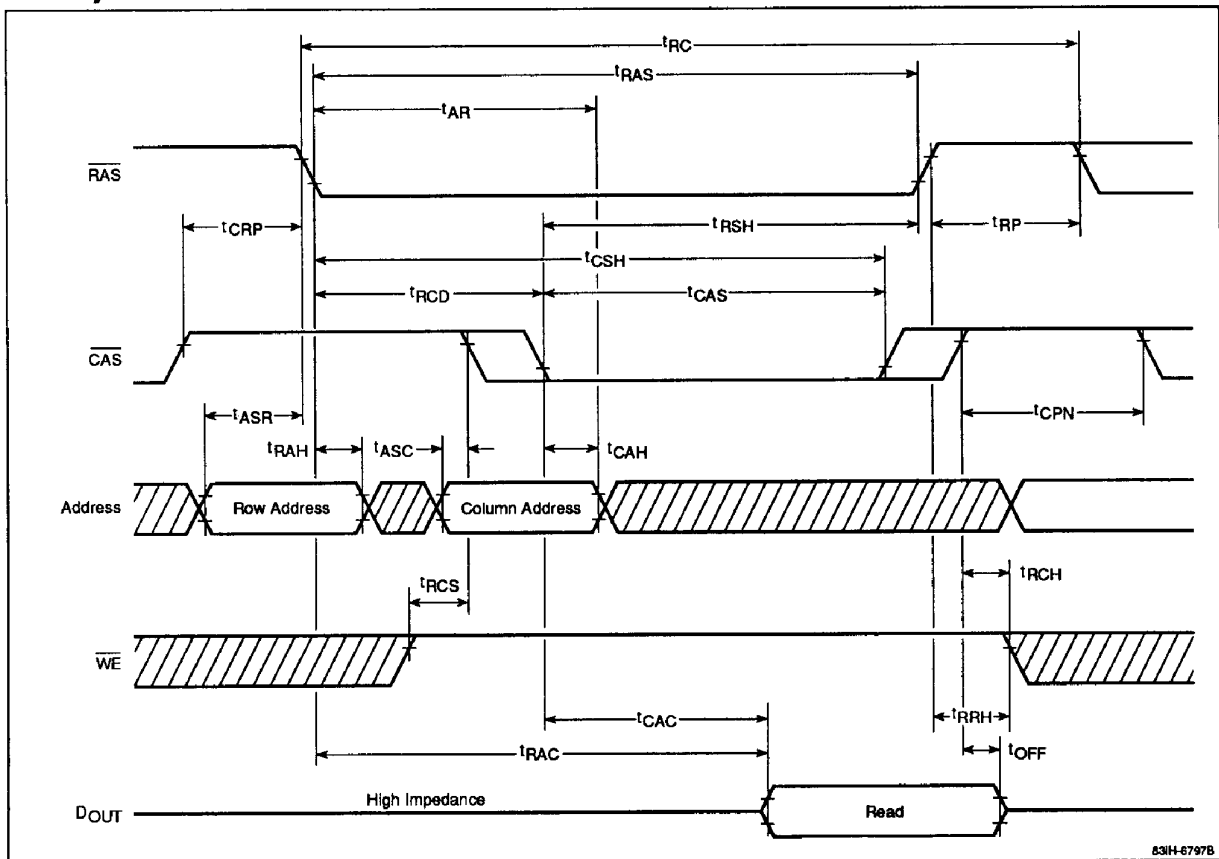 tRC
tRAS
tAR
RAS
tCRP
tRSH
tRP
tCSH
tRCD
tCAS
CAS
tASR
tCPN
tRAH
tASC
tCAH
Address
Row Address
Column Address
tRCS
tRCH
WE
tCAC
tRRH
tRAC
tOFF
High Impedance
DOUT
Read
83IH-6797B